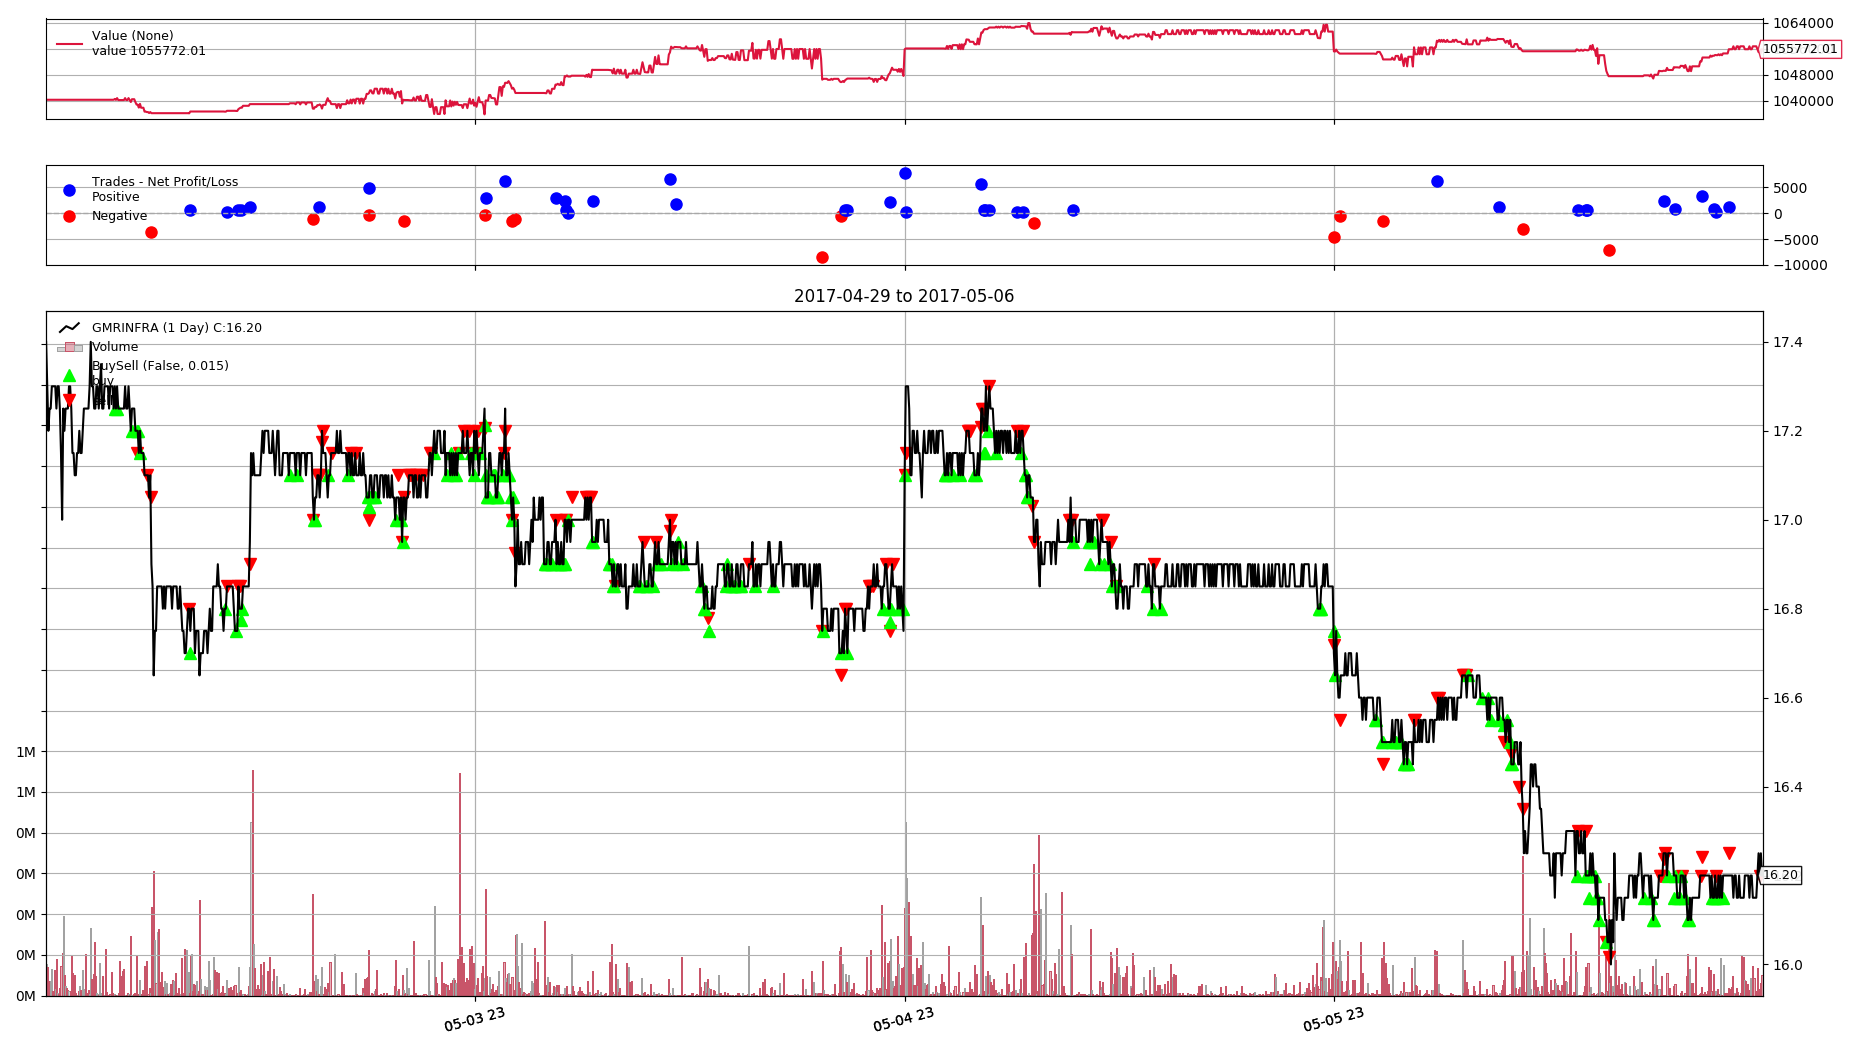 Value (None)
value 1055772.01
1064000
1055772.01
1048000
1040000
Trades - Net Profit/Loss
Positive
Negative
5000
0
−5000
−10000
2017-04-29 to 2017-05-06
GMRINFRA (1 Day) C:16.20
Volume
BuySell (False, 0.015)
buy
17.4
17.2
17.0
16.8
16.6
16.4
16.20
16.0
1M
1M
0M
0M
0M
0M
0M
05-03 23
05-04 23
05-05 23